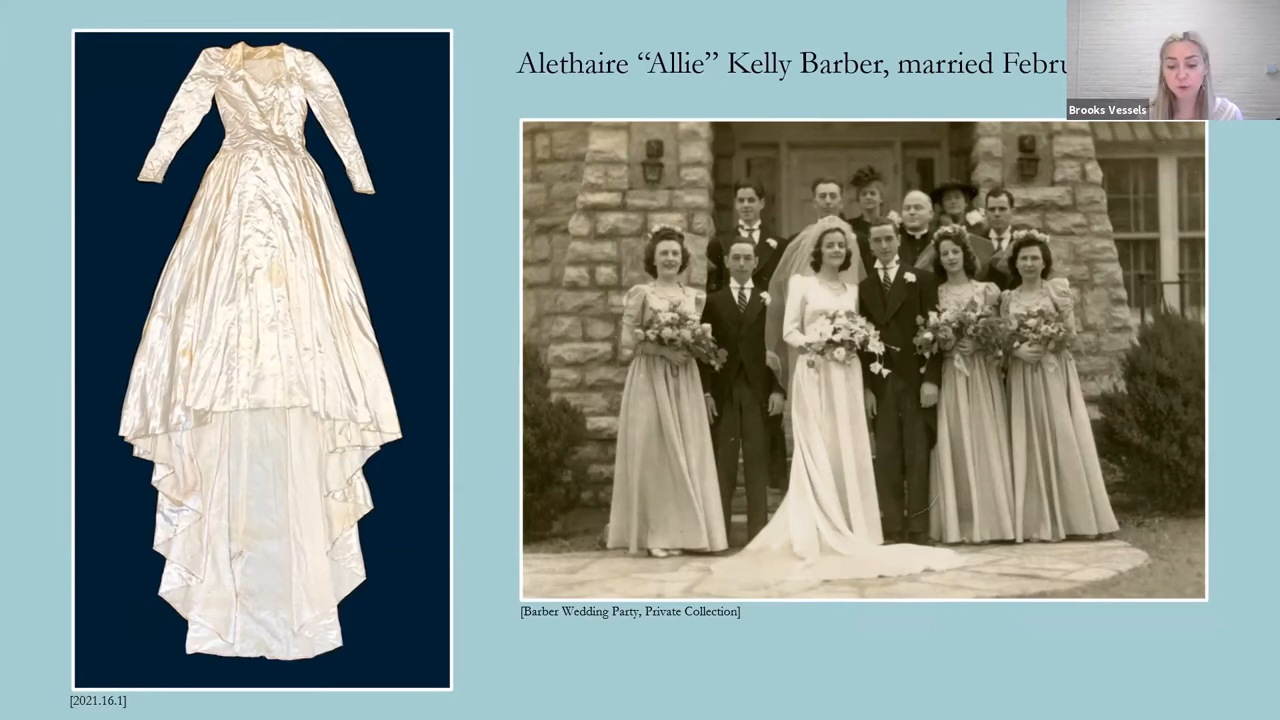 Alethaire “Allie” Kelly Barber, married Febru
Brooks Vessels
[Barber Wedding Party, Private Collection]
[2021.16.1]